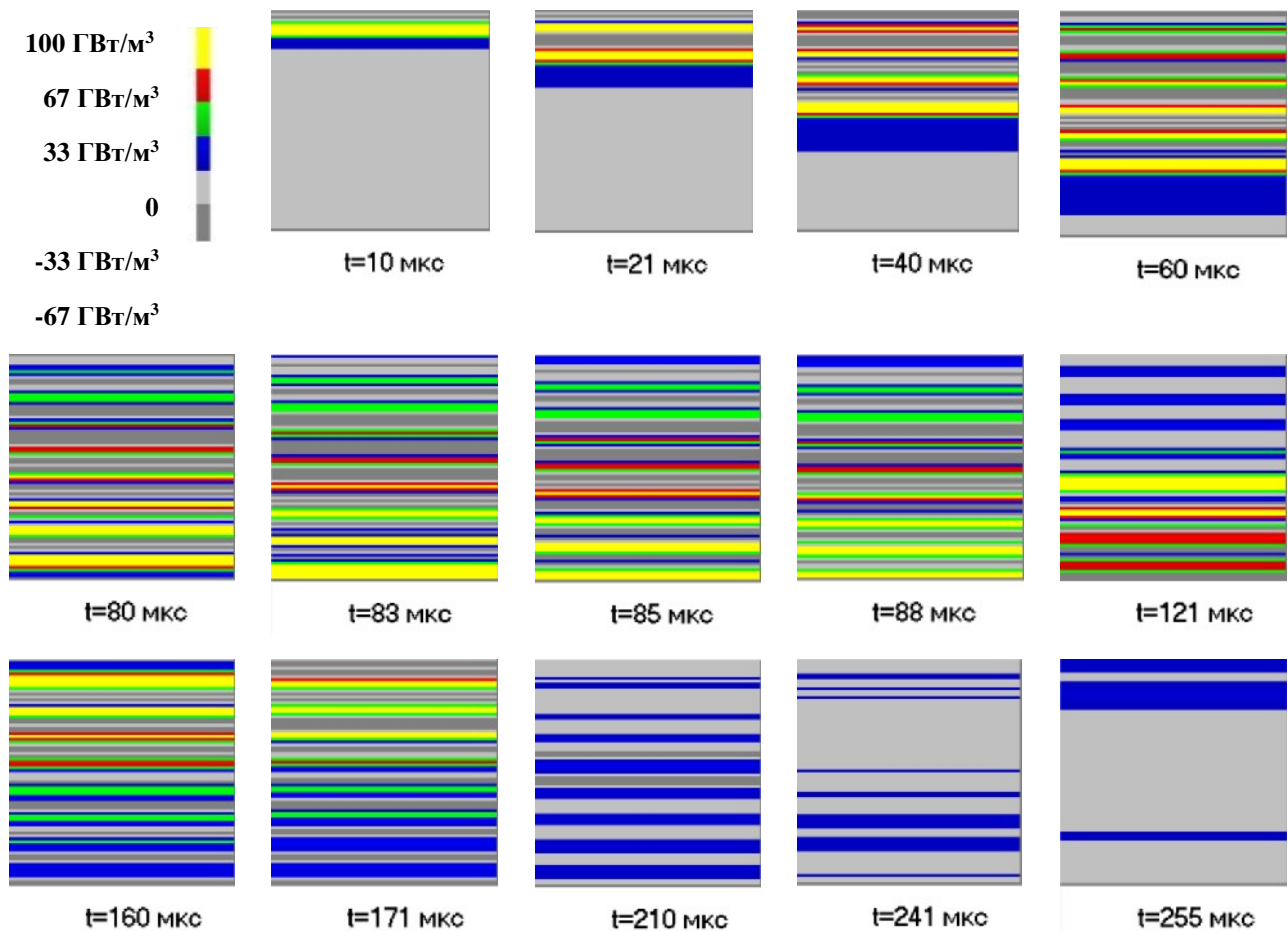 100 ГВт/м³
67 ГВт/м³
33 ГВт/м³
0
-33 ГВт/м³
-67 ГВт/м³
t=10 мкс
t=21 мкс
t=40 мкс
t=60 мкс
t=80 мкс
t=83 мкс
t=85 мкс
t=88 мкс
t=121 мкс
t=160 мкс
t=171 мкс
t=210 мкс
t=241 мкс
t=255 мкс